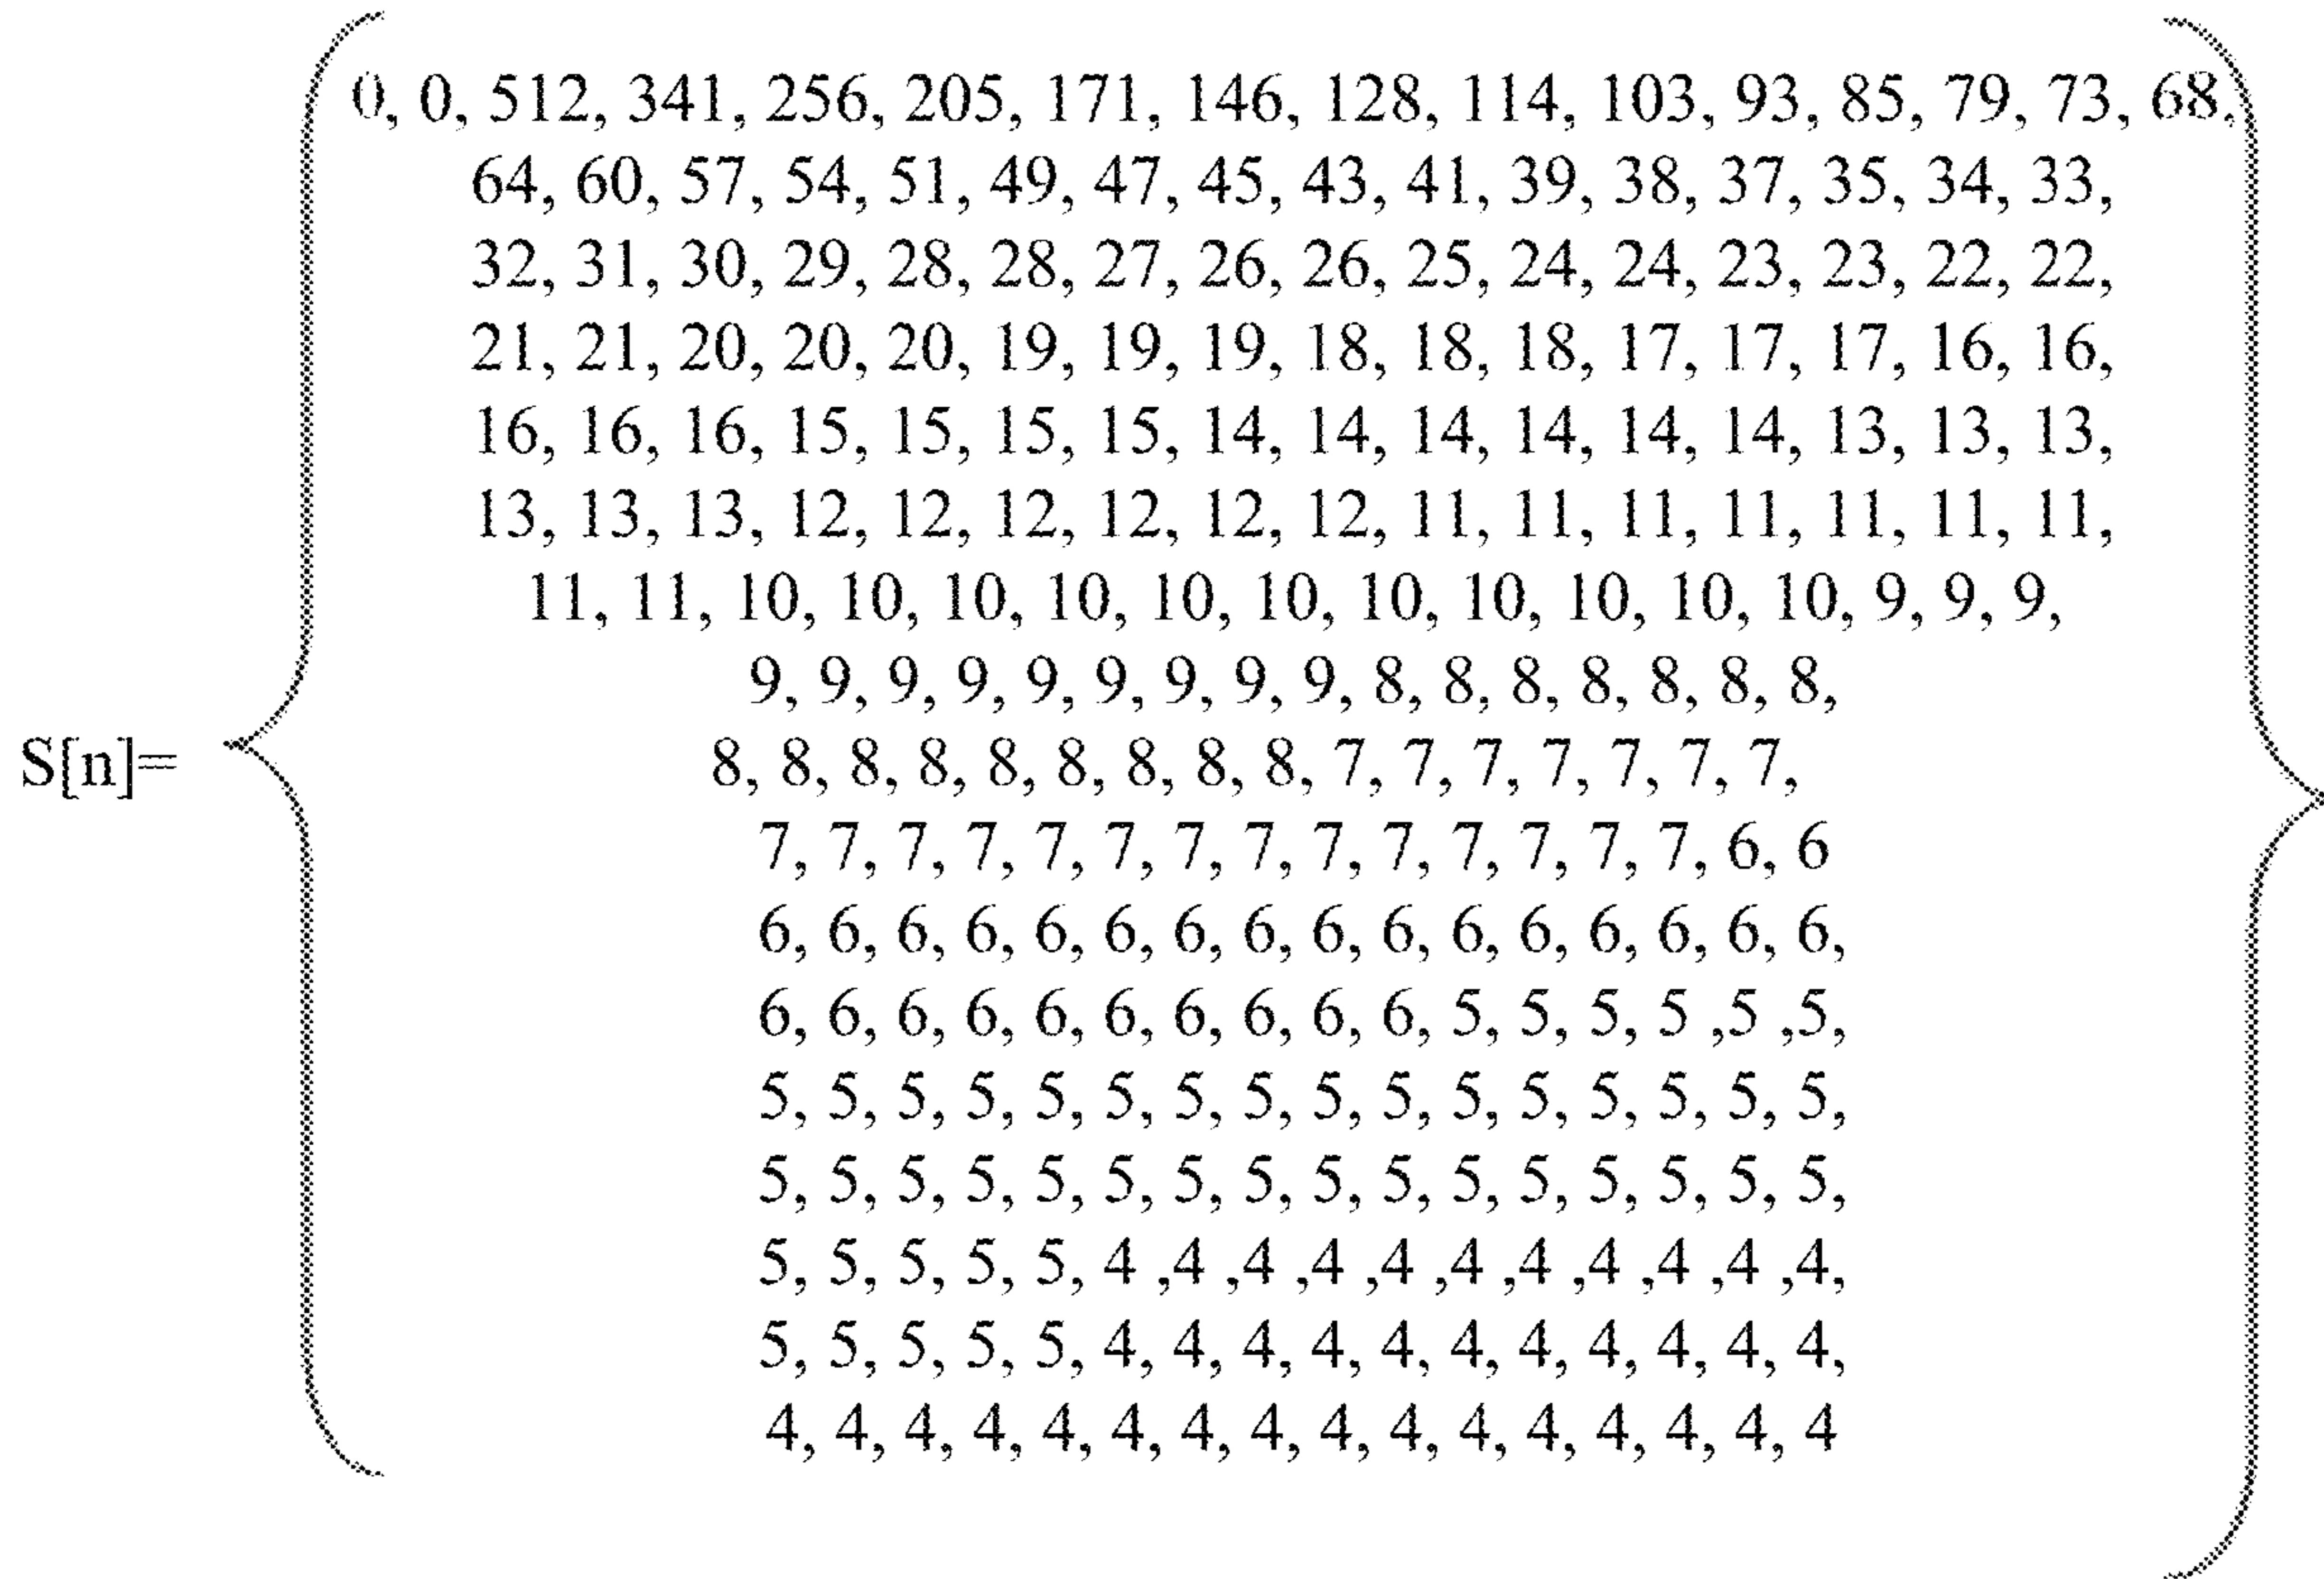 0, 0, 512, 341, 256, 205, 171, 146, 128, 114, 103, 93, 85, 79, 73, 68,
64, 60, 57, 54, 51, 49, 47, 45, 43, 41, 39, 38, 37, 35, 34, 33,
32, 31, 30, 29, 28, 28, 27, 26, 26, 25, 24, 24, 23, 23, 22, 22,
21, 21, 20, 20, 20, 19, 19, 19, 18, 18, 18, 17, 17, 17, 16, 16,
16, 16, 16, 15, 15, 15, 15, 14, 14, 14, 14, 14, 14, 13, 13, 13,
13, 13, 13, 12, 12, 12, 12, 12, 12, 11, 11, 11, 11, 11, 11, 11,
11, 11, 10, 10, 10, 10, 10, 10, 10, 10, 10, 10, 10, 9, 9, 9,
9, 9, 9, 9, 9, 9, 9, 9, 9, 8, 8, 8, 8, 8, 8, 8,
S[n]= 8, 8, 8, 8, 8, 8, 8, 8, 8, 7, 7, 7, 7, 7, 7, 7,
7, 7, 7, 7, 7, 7, 7, 7, 7, 7, 7, 7, 7, 7, 6, 6
6, 6, 6, 6, 6, 6, 6, 6, 6, 6, 6, 6, 6, 6, 6, 6,
6, 6, 6, 6, 6, 6, 6, 6, 6, 6, 5, 5, 5, 5 ,5 ,5,
5, 5, 5, 5, 5, 5, 5, 5, 5, 5, 5, 5, 5, 5, 5, 5,
5, 5, 5, 5, 5, 5, 5, 5, 5, 5, 5, 5, 5, 5, 5, 5,
5, 5, 5, 5, 5, 4 ,4 ,4 ,4 ,4 ,4 ,4 ,4 ,4 ,4 ,4,
5, 5, 5, 5, 5, 4, 4, 4, 4, 4, 4, 4, 4, 4, 4, 4,
4, 4, 4, 4, 4, 4, 4, 4, 4, 4, 4, 4, 4, 4, 4, 4